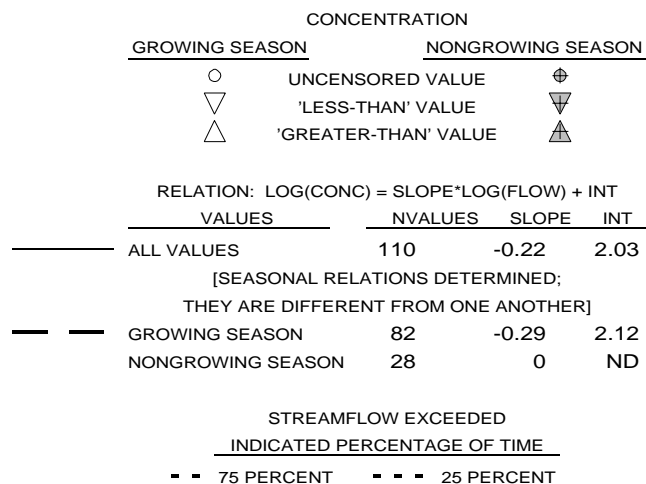 CONCENTRATION
GROWING SEASON NONGROWING SEASON
UNCENSORED VALUE
'LESS-THAN' VALUE
'GREATER-THAN' VALUE
RELATION: LOG(CONC) = SLOPE*LOG(FLOW) + INT
VALUES NVALUES SLOPE INT
ALL VALUES 110 -0.22 2.03
[SEASONAL RELATIONS DETERMINED;
THEY ARE DIFFERENT FROM ONE ANOTHER]
GROWING SEASON 82 -0.29 2.12
NONGROWING SEASON 28 0 ND
STREAMFLOW EXCEEDED
INDICATED PERCENTAGE OF TIME
75 PERCENT 25 PERCENT